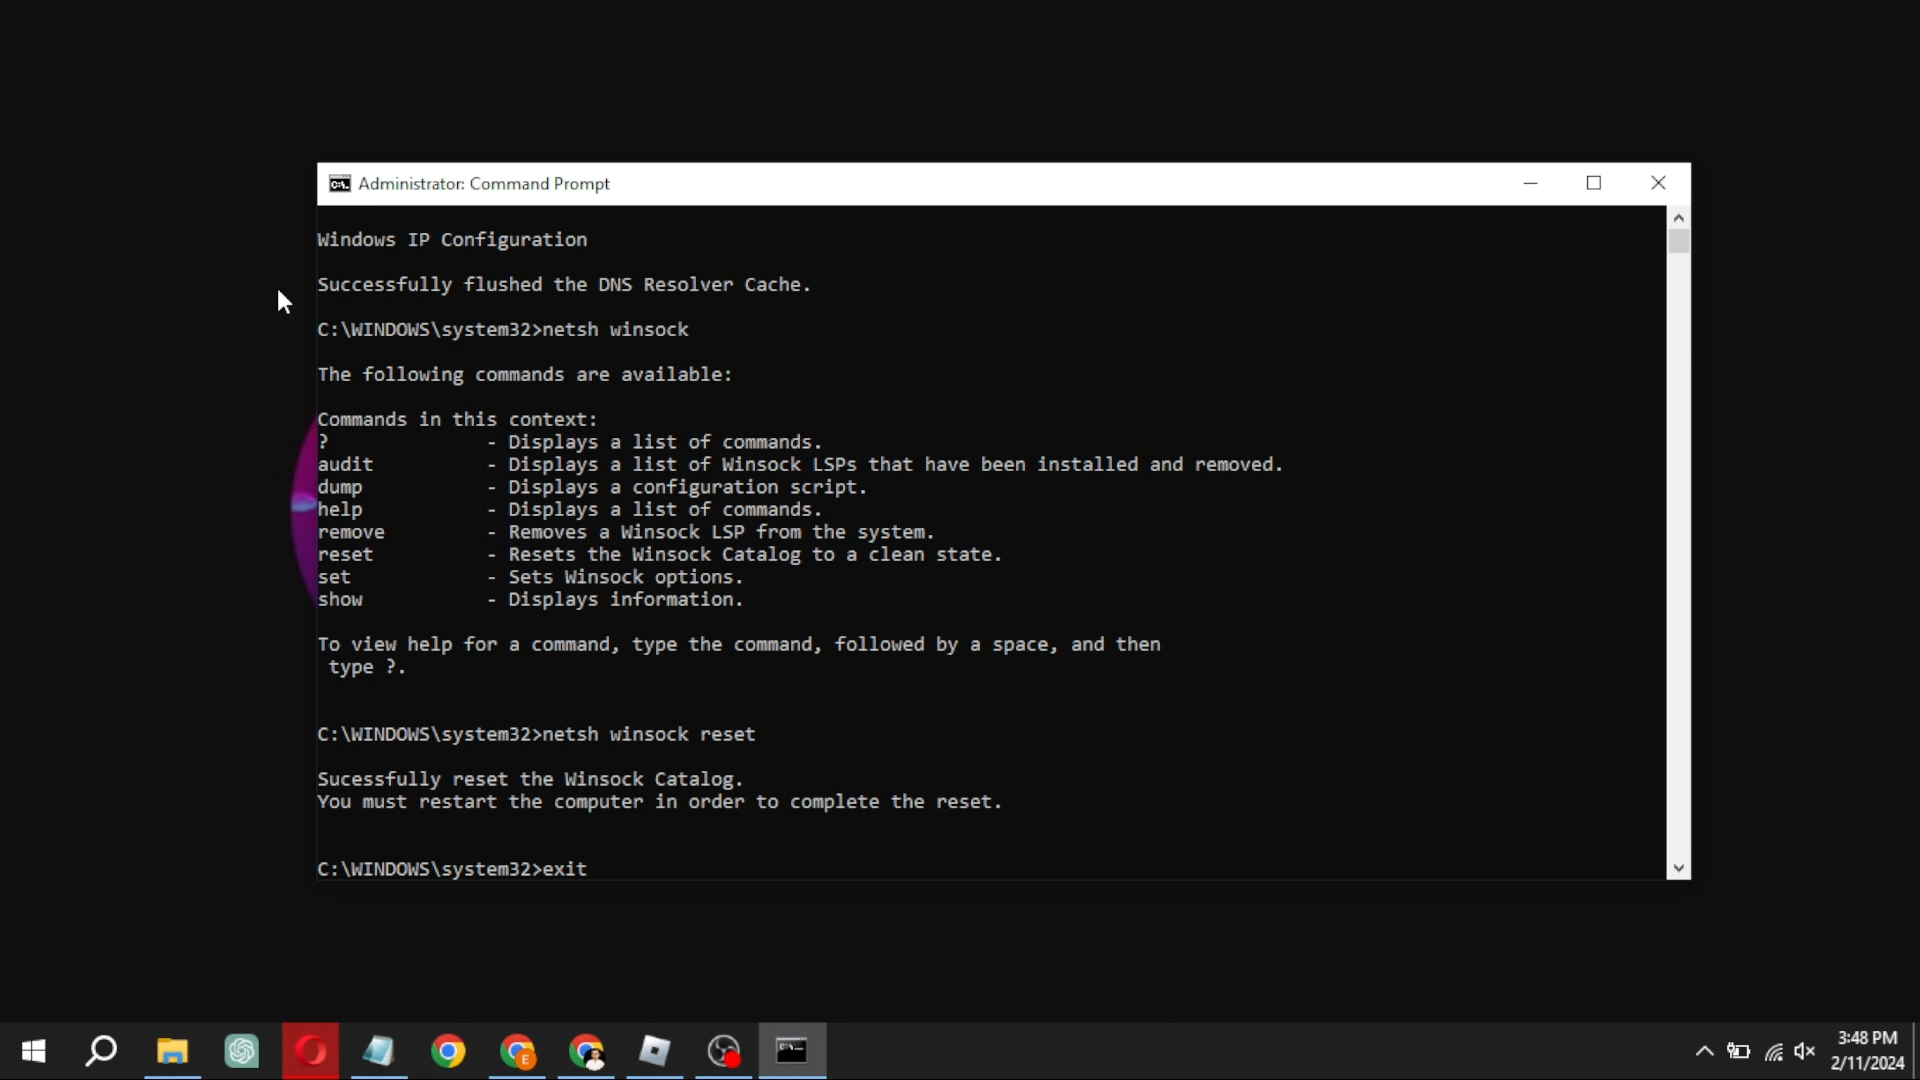 Administrator: Command Prompt
Windows IP Configuration
Successfully flushed the DNS Resolver Cache.
C:\WINDOWS\system32>netsh winsock
The following commands are available:
Commands in this context:
? - Displays a list of commands.
audit - Displays a list of Winsock LSPs that have been installed and removed.
dump - Displays a configuration script.
help - Displays a list of commands.
remove - Removes a Winsock LSP from the system.
reset - Resets the Winsock Catalog to a clean state.
set - Sets Winsock options.
show - Displays information.
To view help for a command, type the command, followed by a space, and then
type ?.
C:\WINDOWS\system32>netsh winsock reset
Sucessfully reset the Winsock Catalog.
You must restart the computer in order to complete the reset.
C:\WINDOWS\system32>exit
E
3:48 PM
2/11/2024